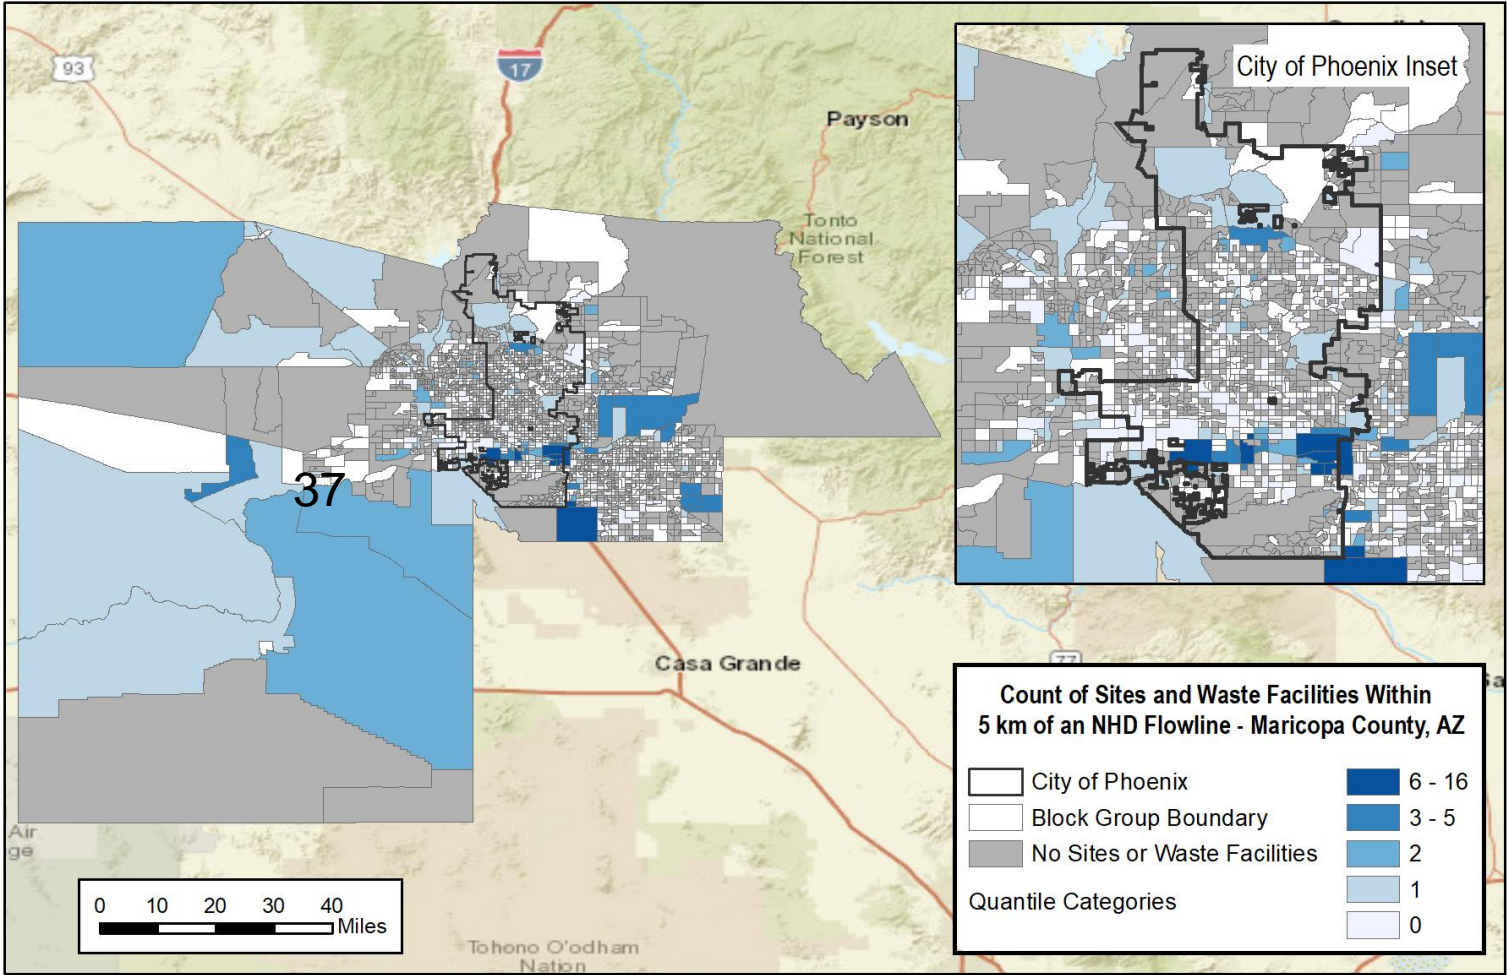 93
17
Payson
Tonto
National
Forest
City of Phoenix Inset
37
Casa Grande
77
Air
ge
Tohono O'odham
Nation
0 10 20 30 40
Miles
Count of Sites and Waste Facilities Within
5 km of an NHD Flowline - Maricopa County, AZ
City of Phoenix
Block Group Boundary
No Sites or Waste Facilities
Quantile Categories
6 - 16
3 - 5
2
1
0